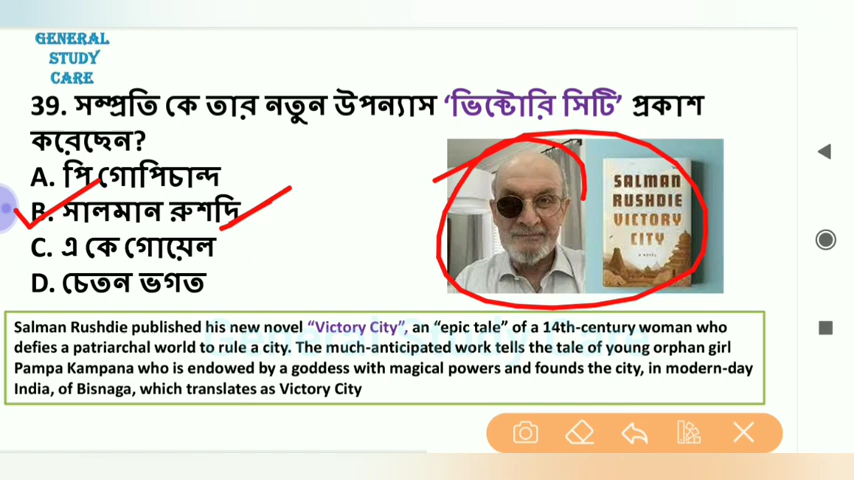 GENERAL
STUDY
CARE
39. সম্প্রতি কে তার নতুন উপন্যাস ‘ভিক্টোরি সিটি’ প্রকাশ
করেছেন?
A. পি গোপিচান্দ
B. সালমান রুশদি
C. এ কে গোয়েল
D. চেতন ভগত
SALMAN
RUSHDIE
VICTORY
CITY
A NOVEL
Salman Rushdie published his new novel “Victory City”, an “epic tale” of a 14th-century woman who
defies a patriarchal world to rule a city. The much-anticipated work tells the tale of young orphan girl
Pampa Kampana who is endowed by a goddess with magical powers and founds the city, in modern-day
India, of Bisnaga, which translates as Victory City
General Study Care